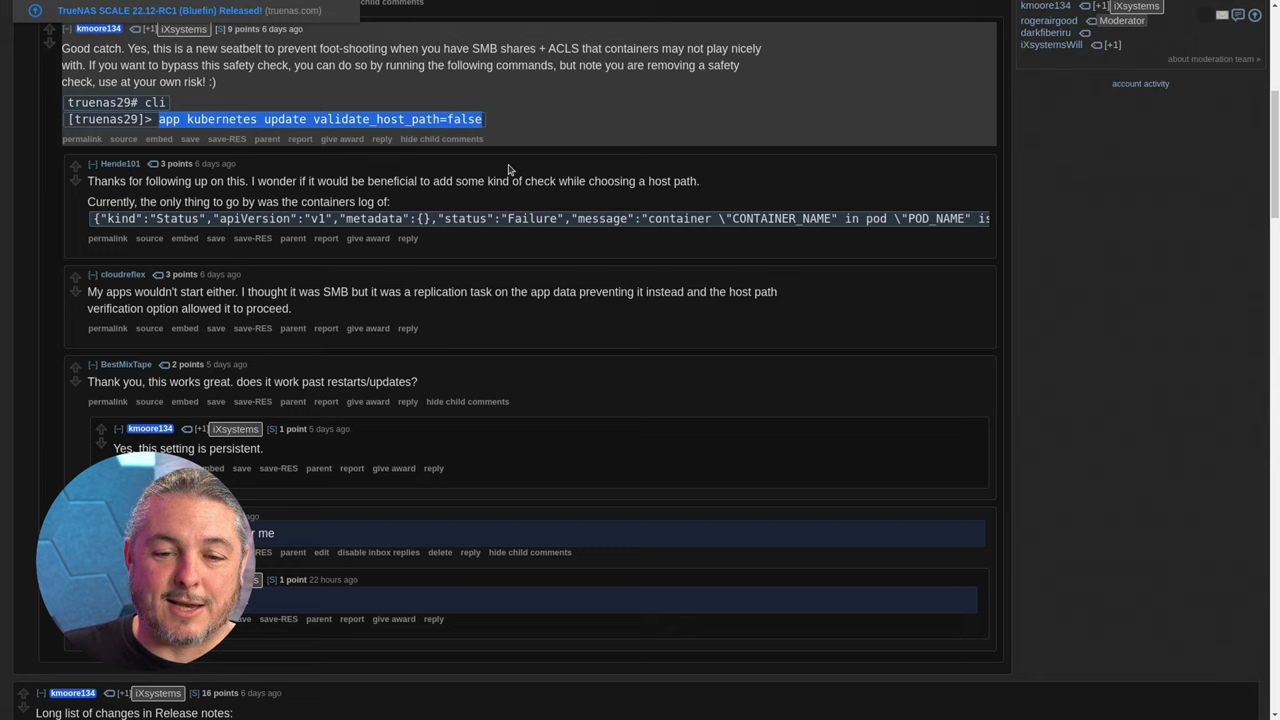 TrueNAS SCALE 22.12-RC1 (Bluefin) Released! (truenas.com)
child comments
kmoore134 [+1] iXsystems
rogerairgood Moderator
darkfiberiru
iXsystemsWill [+1]
about moderation team »
account activity
[–] kmoore134 [+1] iXsystems [S] 9 points 6 days ago
Good catch. Yes, this is a new seatbelt to prevent foot-shooting when you have SMB shares + ACLS that containers may not play nicely
with. If you want to bypass this safety check, you can do so by running the following commands, but note you are removing a safety
check, use at your own risk! :)
truenas29# cli
[truenas29]> app kubernetes update validate_host_path=false
permalink source embed save save-RES parent report give award reply hide child comments
[–] Hende101 3 points 6 days ago
Thanks for following up on this. I wonder if it would be beneficial to add some kind of check while choosing a host path.
Currently, the only thing to go by was the containers log of:
{"kind":"Status","apiVersion":"v1","metadata":{},"status":"Failure","message":"container \"CONTAINER_NAME" in pod \"POD_NAME" is
permalink source embed save save-RES parent report give award reply
[–] cloudreflex 3 points 6 days ago
My apps wouldn't start either. I thought it was SMB but it was a replication task on the app data preventing it instead and the host path
verification option allowed it to proceed.
permalink source embed save save-RES parent report give award reply
[–] BestMixTape 2 points 5 days ago
Thank you, this works great. does it work past restarts/updates?
permalink source embed save save-RES parent report give award reply hide child comments
[–] kmoore134 [+1] iXsystems [S] 1 point 5 days ago
Yes, this setting is persistent.
embed save save-RES parent report give award reply
ago
me
RES parent edit disable inbox replies delete reply hide child comments
[S] 1 point 22 hours ago
save save-RES parent report give award reply
[–] kmoore134 [+1] iXsystems [S] 16 points 6 days ago
Long list of changes in Release notes: